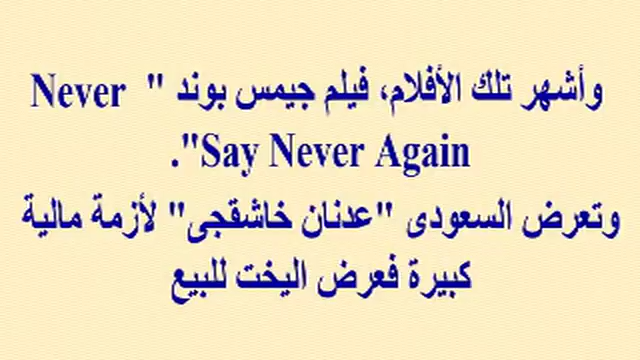 وأشهر تلك الأفلام، فيلم جيمس بوند " Never
Say Never Again".
وتعرض السعودى "عدنان خاشقجى" لأزمة مالية
كبيرة فعرض اليخت للبيع